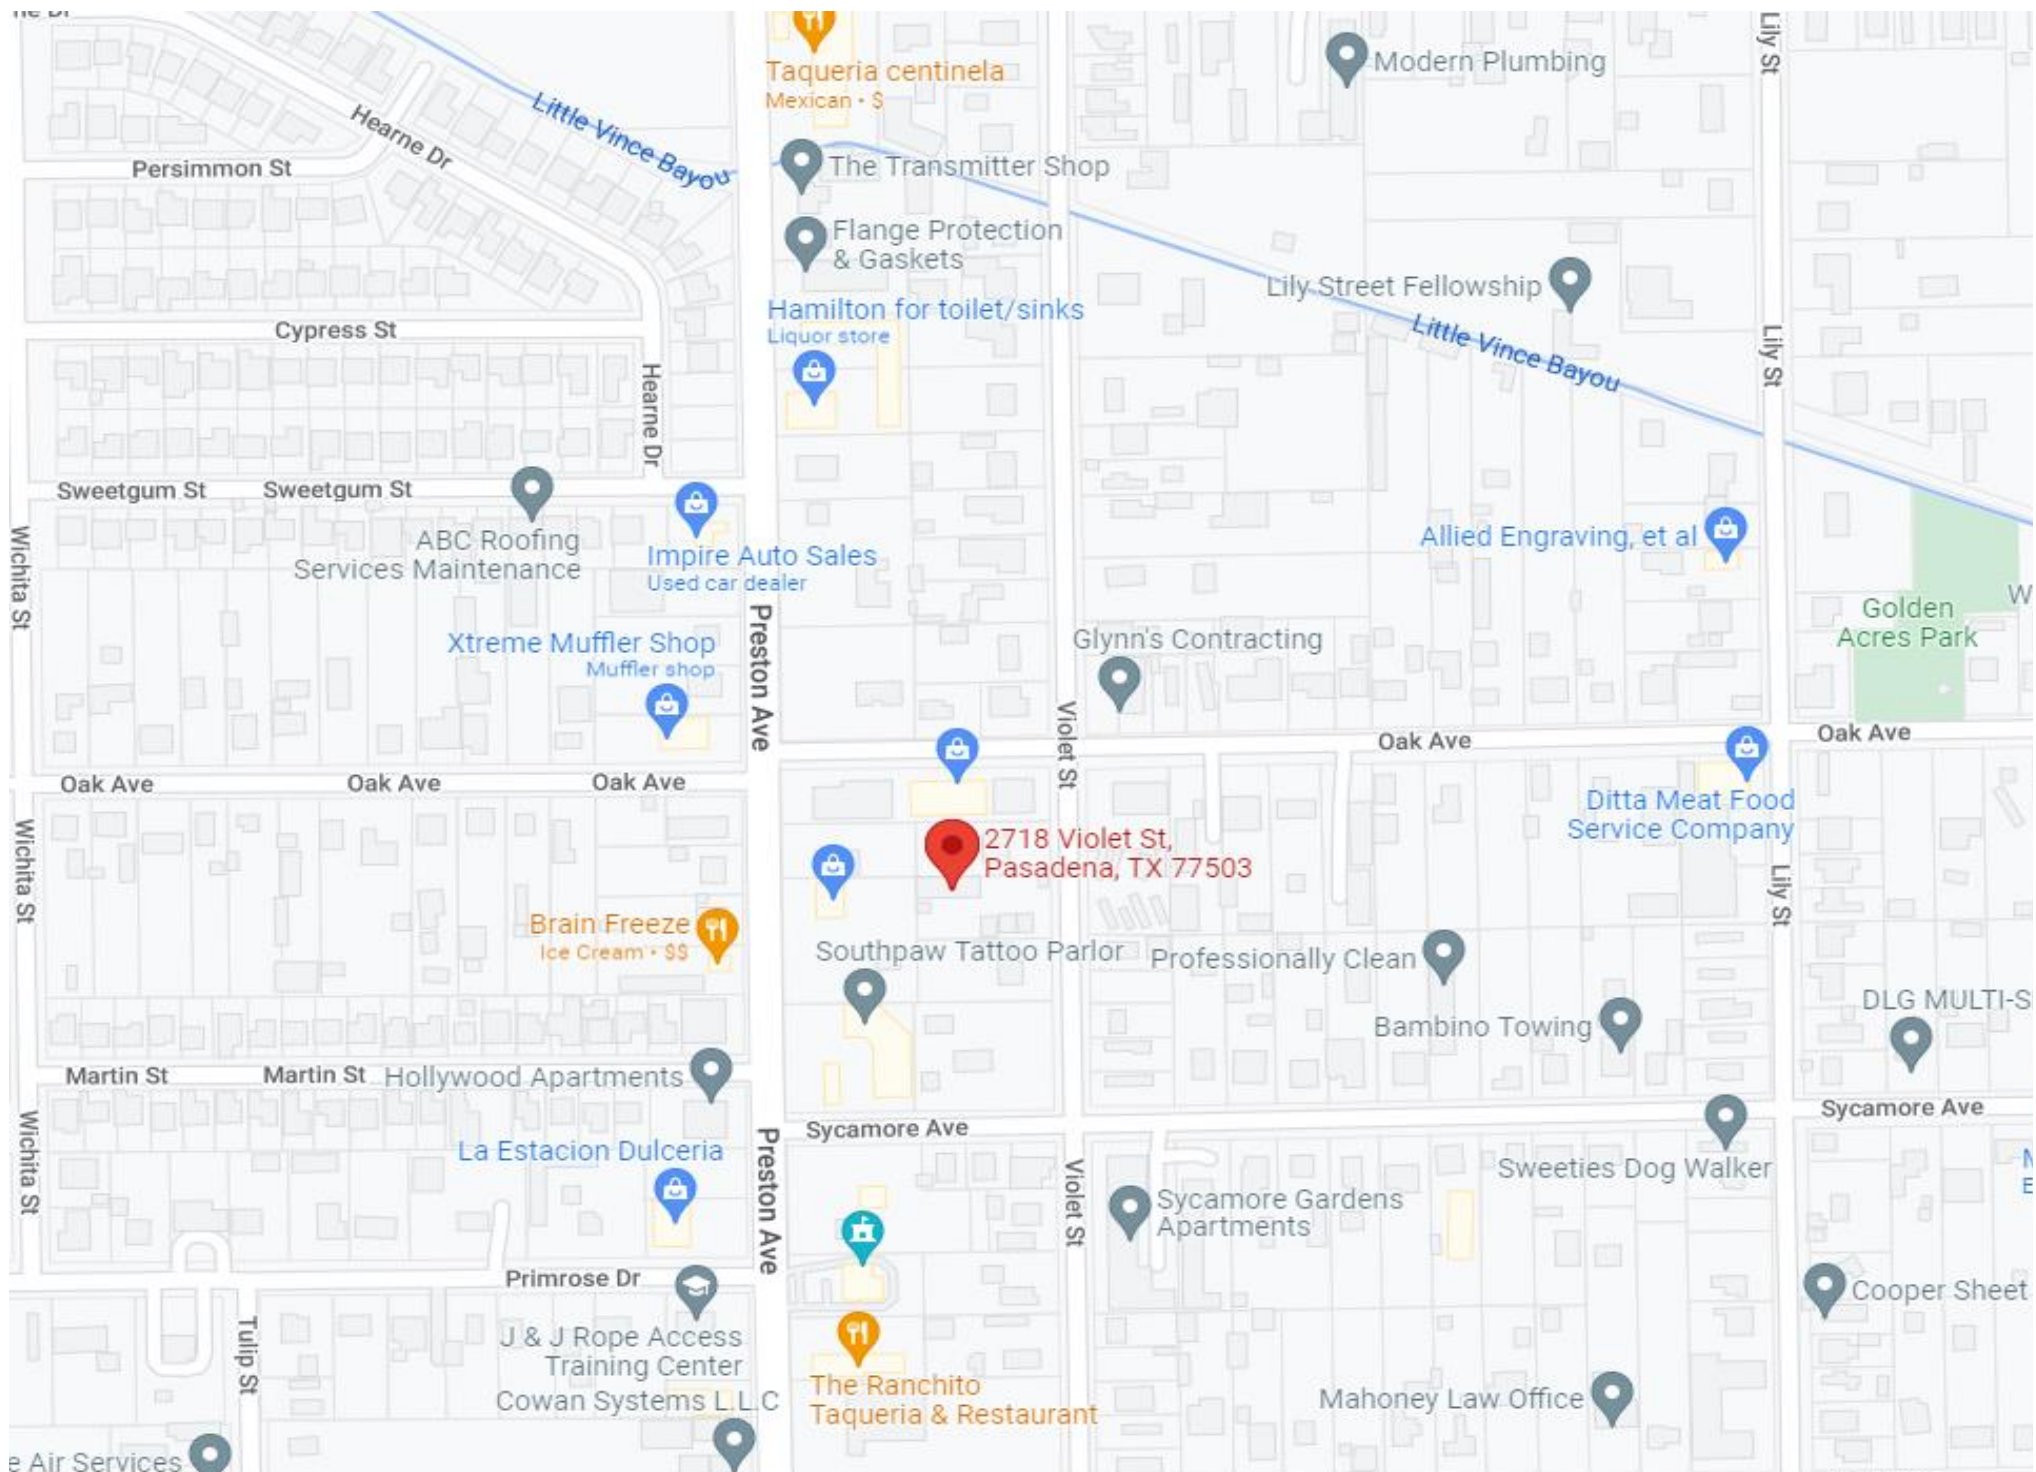 Taqueria centinela
Mexican • $
Modern Plumbing
Lily St
Little Vince Bayou
Hearne Dr
Persimmon St
The Transmitter Shop
Flange Protection
& Gaskets
Lily Street Fellowship
Hamilton for toilet/sinks
Liquor store
Cypress St
Little Vince Bayou
Lily St
Hearne Dr
Sweetgum St
Sweetgum St
ABC Roofing
Services Maintenance
Impire Auto Sales
Used car dealer
Allied Engraving, et al
Wichita St
Golden
Acres Park
W
Xtreme Muffler Shop
Muffler shop
Preston Ave
Glynn's Contracting
Violet St
Oak Ave
Oak Ave
Oak Ave
Oak Ave
Oak Ave
Ditta Meat Food
Service Company
2718 Violet St,
Pasadena, TX 77503
Wichita St
Lily St
Brain Freeze
Ice Cream • $$
Southpaw Tattoo Parlor
Professionally Clean
DLG MULTI-S
Bambino Towing
Martin St
Martin St
Hollywood Apartments
Sycamore Ave
Sycamore Ave
Wichita St
La Estacion Dulceria
Preston Ave
Violet St
Sweeties Dog Walker
Sycamore Gardens
Apartments
Primrose Dr
Cooper Sheet
Tulip St
J & J Rope Access
Training Center
Cowan Systems L.L.C
The Ranchito
Taqueria & Restaurant
Mahoney Law Office
e Air Services